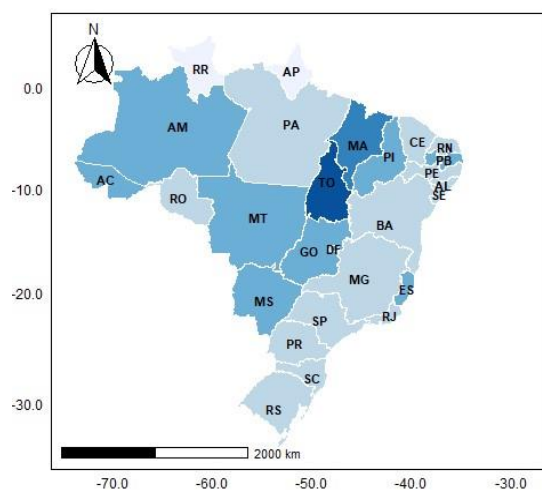 N
RR
AP
0.0
AM
PA
MA
CE
RN
PI
PB
TO
PE
AC
AL
-10.0
RO
SE
BA
MT
GO
DF
MG
MS
ES
-20.0
SP
RJ
PR
SC
-30.0
RS
2000 km
-70.0
-60.0
-50.0
-40.0
-30.0